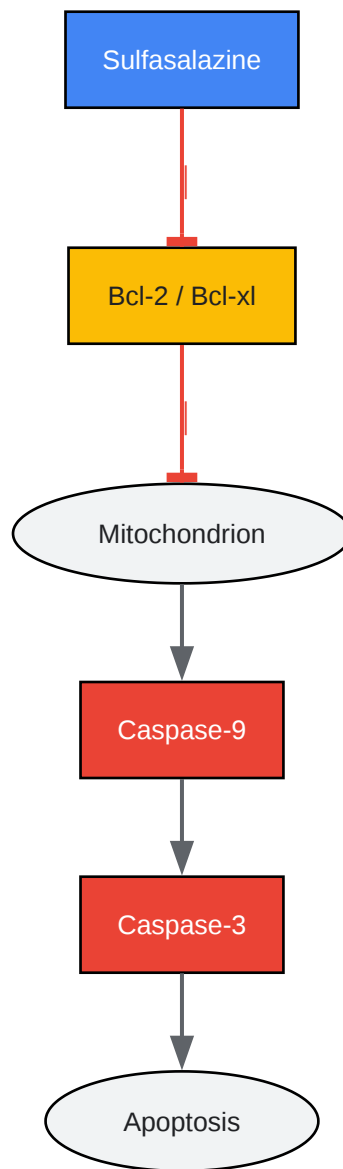 Sulfasalazine
|
Bcl-2 / Bcl-xl
|
Mitochondrion
Caspase-9
Caspase-3
Apoptosis